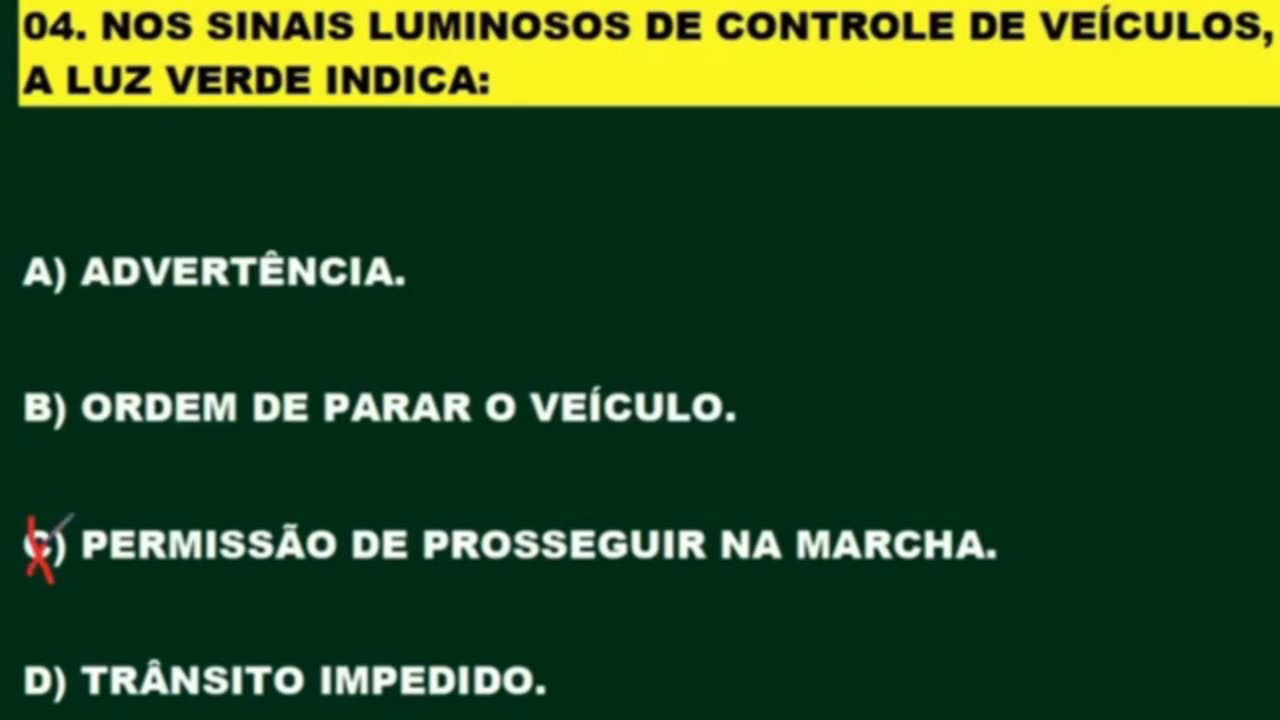 04. NOS SINAIS LUMINOSOS DE CONTROLE DE VEÍCULOS,
A LUZ VERDE INDICA:
A) ADVERTÊNCIA.
B) ORDEM DE PARAR O VEÍCULO.
C) PERMISSÃO DE PROSSEGUIR NA MARCHA.
D) TRÂNSITO IMPEDIDO.